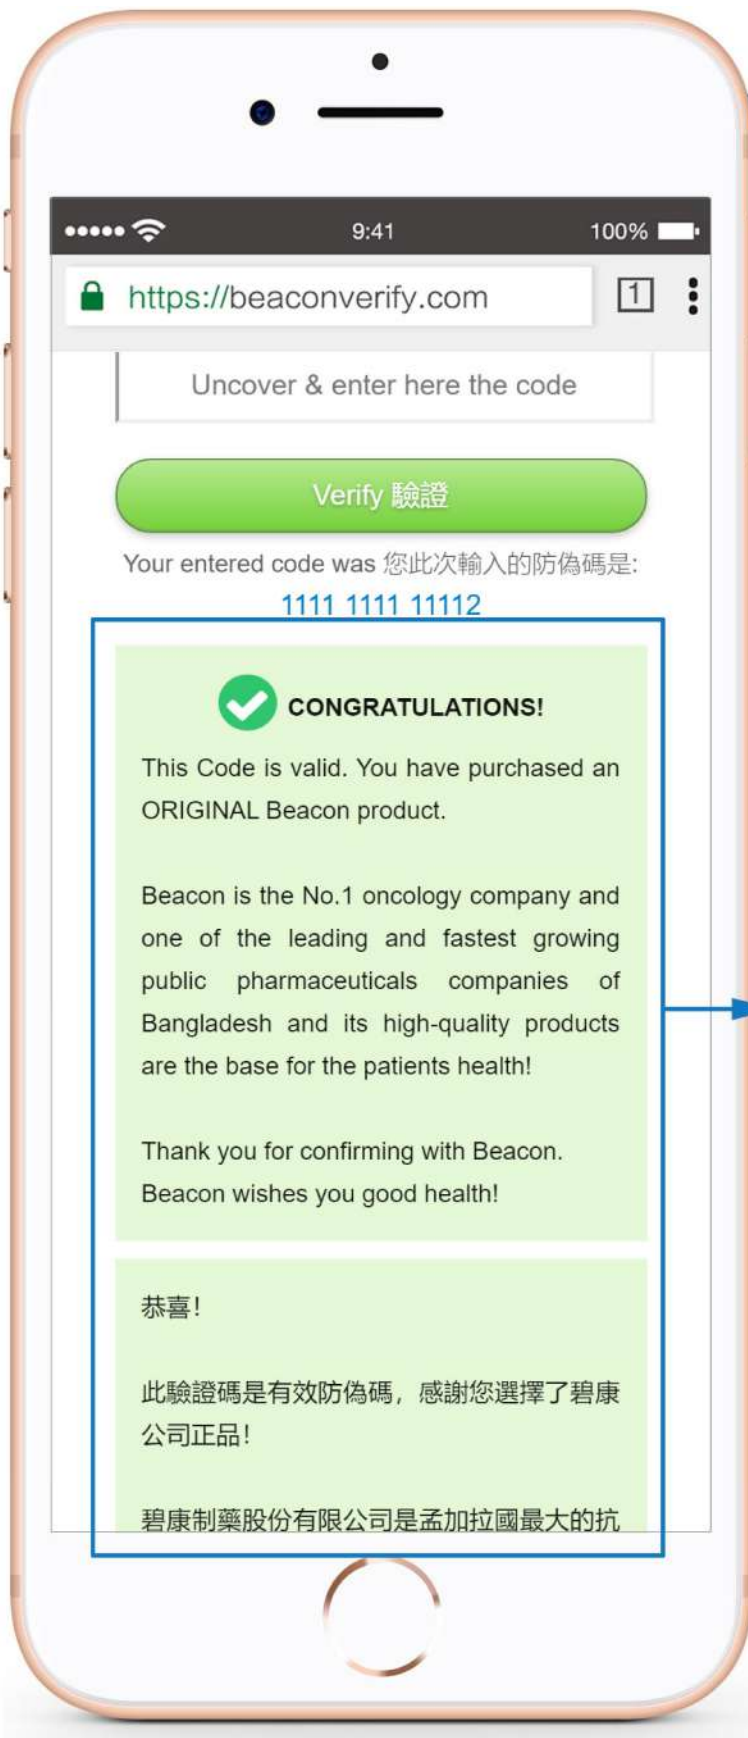 9:41
100%
https://beaconverify.com
1
Uncover & enter here the code
Verify 驗證
Your entered code was 您此次輸入的防偽碼是:
1111 1111 11112
CONGRATULATIONS!
This Code is valid. You have purchased an
ORIGINAL Beacon product.
Beacon is the No.1 oncology company and
one of the leading and fastest growing
public pharmaceuticals companies of
Bangladesh and its high-quality products
are the base for the patients health!
Thank you for confirming with Beacon.
Beacon wishes you good health!
恭喜!
此驗證碼是有效防偽碼，感謝您選擇了碧康
公司正品!
碧康制藥股份有限公司是孟加拉國最大的抗